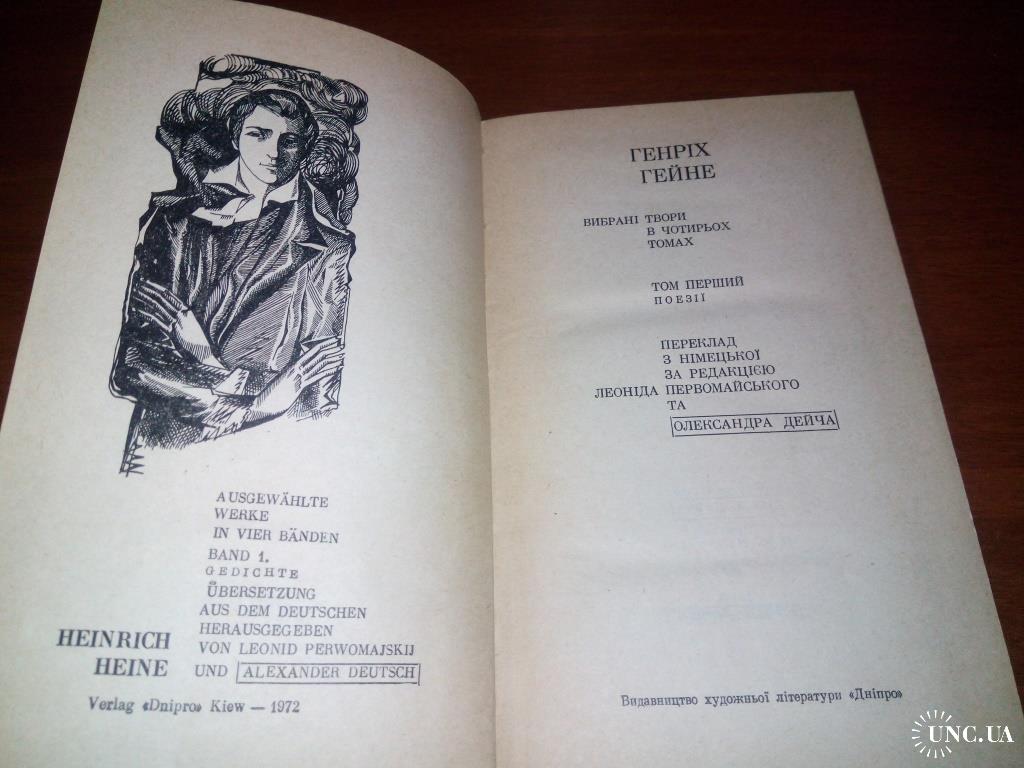 AUSGEWÄHLTE
WERKE
IN VIER BÄNDEN
BAND 1.
GEDICHTE
ÜBERSETZUNG
AUS DEM DEUTSCHEN
HERAUSGEGEBEN
VON LEONID PERWOMAJSKIJ
UND ALEXANDER DEUTSCH
HEINRICH
HEINE
Verlag «Dnipro» Kiew — 1972
ГЕНРІХ
ГЕЙНЕ
ВИБРАНІ ТВОРИ
В ЧОТИРЬОХ
ТОМАХ
ТОМ ПЕРШИЙ
ПОЕЗІЇ
ПЕРЕКЛАД
З НІМЕЦЬКОЇ
ЗА РЕДАКЦІЄЮ
ЛЕОНІДА ПЕРВОМАЙСЬКОГО
ТА
ОЛЕКСАНДРА ДЕЙЧА
Видавництво художньої літератури «Дніпро»
UNC.UA